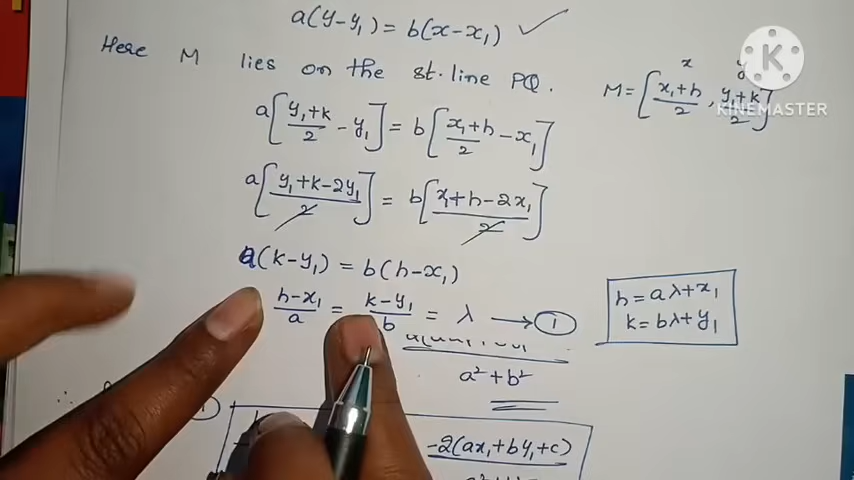 a(y-y₁) = b(x-x₁) ✓
Here M lies on the st. line PQ.
M = [(x₁+h)/2, (y₁+k)/2]
x y
K
KINEMASTER
a[(y₁+k)/2 - y₁] = b[(x₁+h)/2 - x₁]
a[(y₁+k-2y₁)/2] = b[(x₁+h-2x₁)/2]
a(k-y₁) = b(h-x₁)
(h-x₁)/a = (k-y₁)/b = λ → ①
h = aλ+x₁
k = bλ+y₁
a²+b²
∴
-2(ax₁+by₁+c)